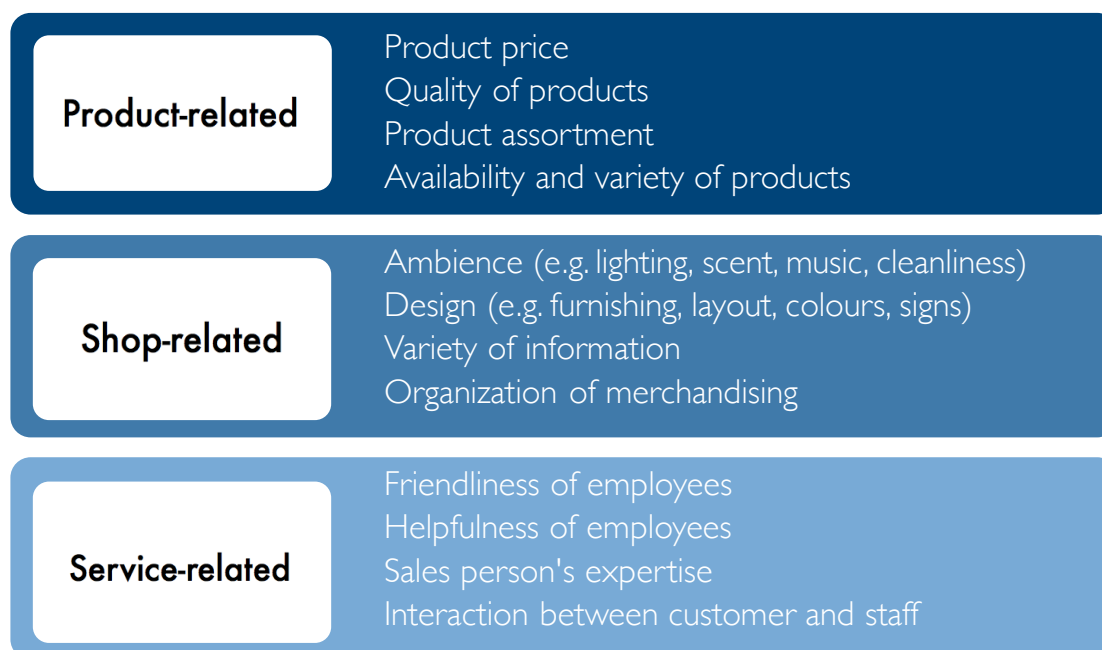 Product-related
Product price
Quality of products
Product assortment
Availability and variety of products
Shop-related
Ambience (e.g. lighting, scent, music, cleanliness)
Design (e.g. furnishing, layout, colours, signs)
Variety of information
Organization of merchandising
Service-related
Friendliness of employees
Helpfulness of employees
Sales person's expertise
Interaction between customer and staff